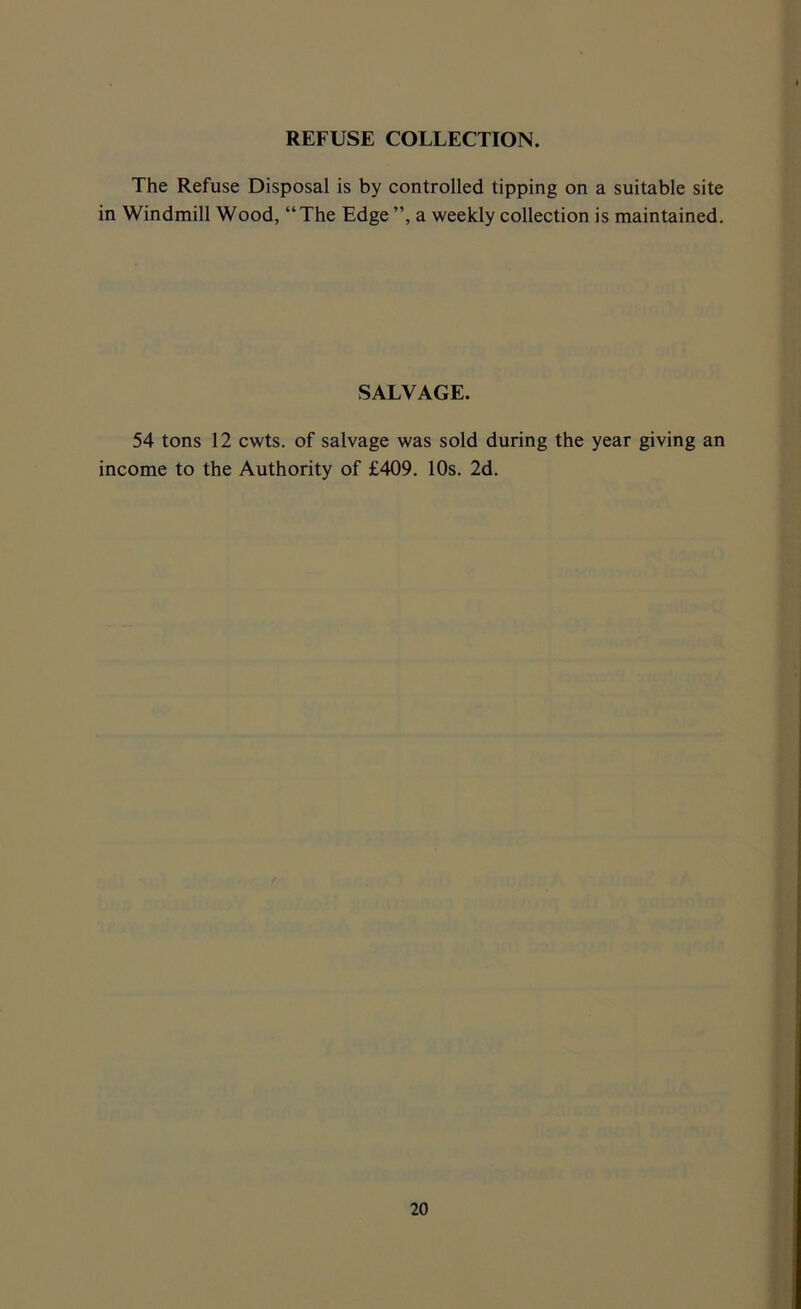 REFUSE COLLECTION.
The Refuse Disposal is by controlled tipping on a suitable site
in Windmill Wood, “The Edge”, a weekly collection is maintained.
SALVAGE.
54 tons 12 cwts. of salvage was sold during the year giving an
income to the Authority of £409. 10s. 2d.
20